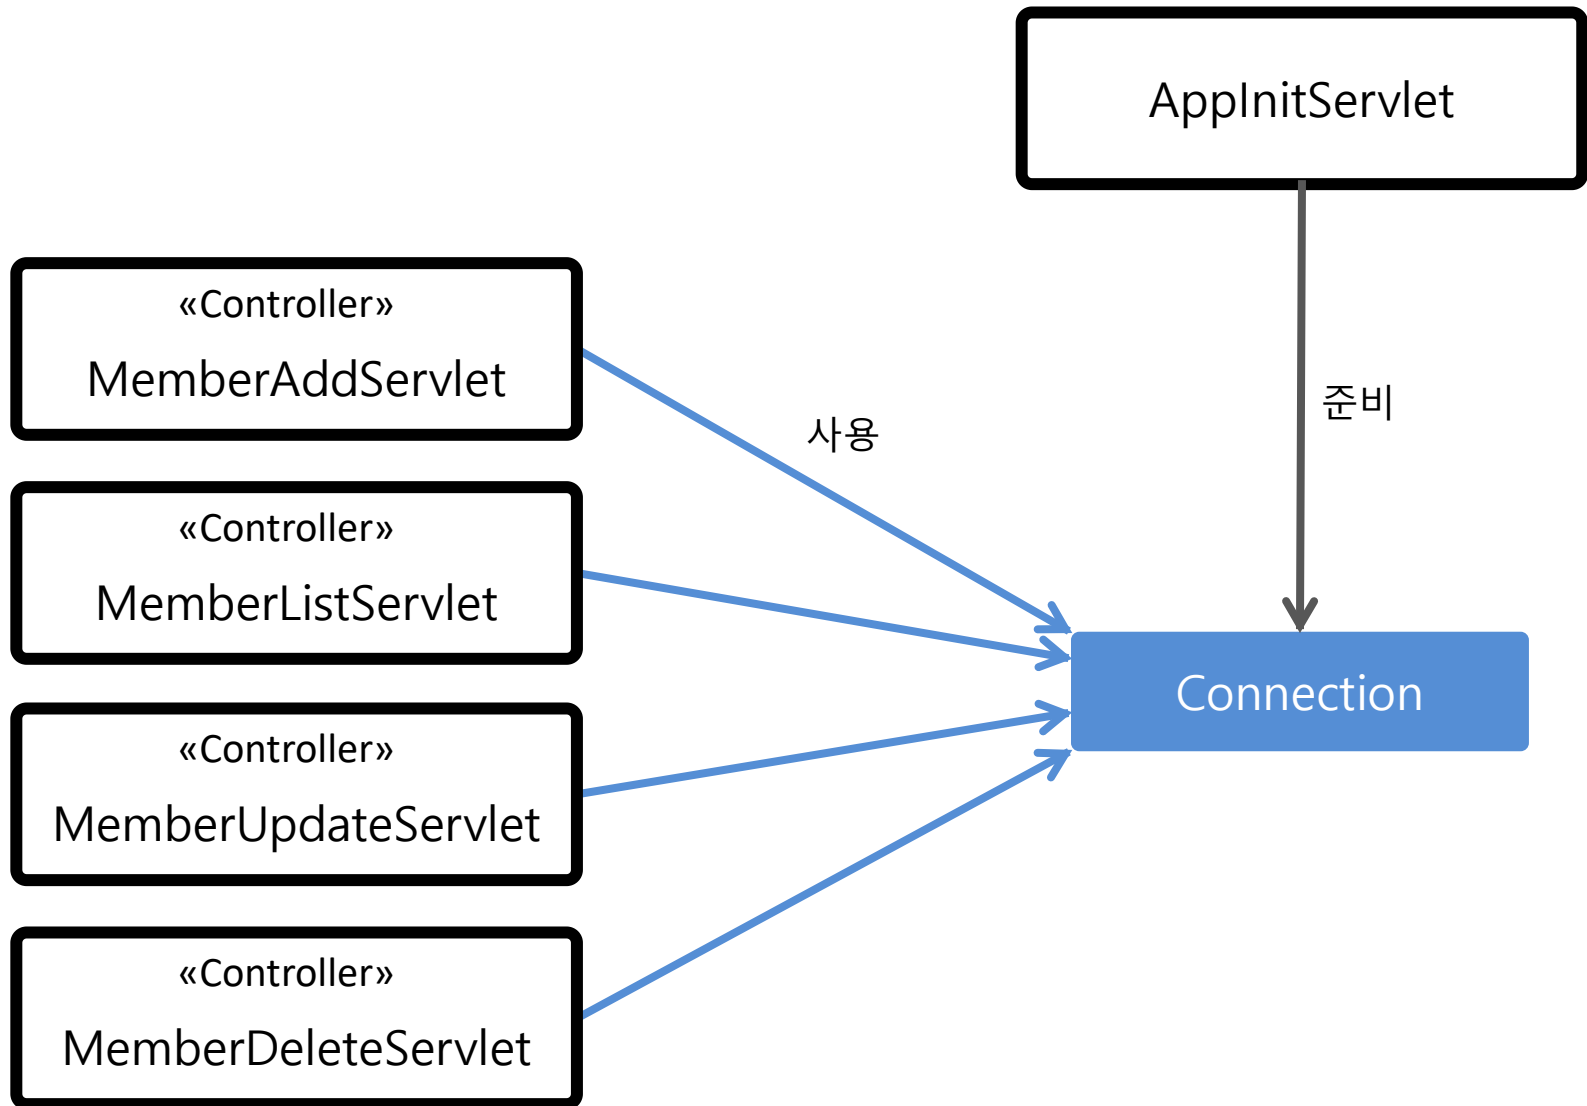 AppInitServlet
«Controller»
MemberAddServlet
사용
준비
«Controller»
MemberListServlet
Connection
«Controller»
MemberUpdateServlet
«Controller»
MemberDeleteServlet